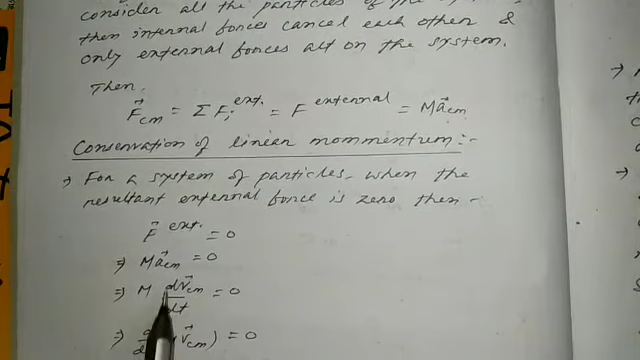 consider all the particles of the
then internal forces cancel each other &
only external forces act on the system.
Then,
F⃗cm = Σ Fi ext. = F external = Ma⃗cm
Conservation of linear mommentum:-
→ For a system of particles, when the
resultant external force is zero then -
F⃗ ext. = 0
⇒ Ma⃗cm = 0
⇒ M dv⃗cm/dt = 0
v⃗cm) = 0